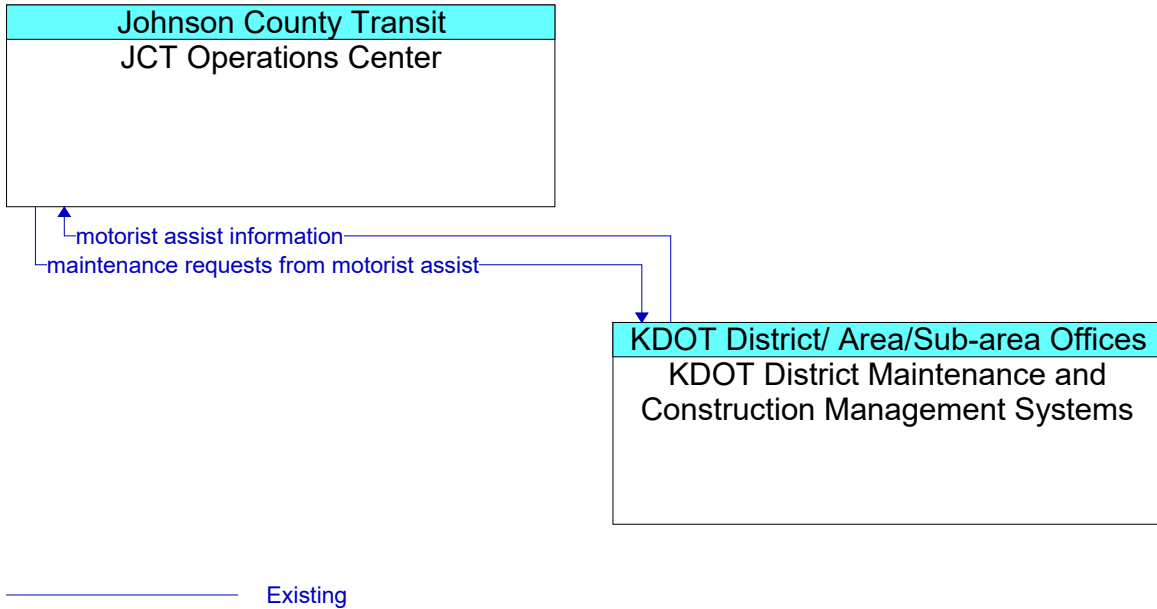 Johnson County Transit
JCT Operations Center
motorist assist information
maintenance requests from motorist assist
KDOT District/ Area/Sub-area Offices
KDOT District Maintenance and
Construction Management Systems
Existing